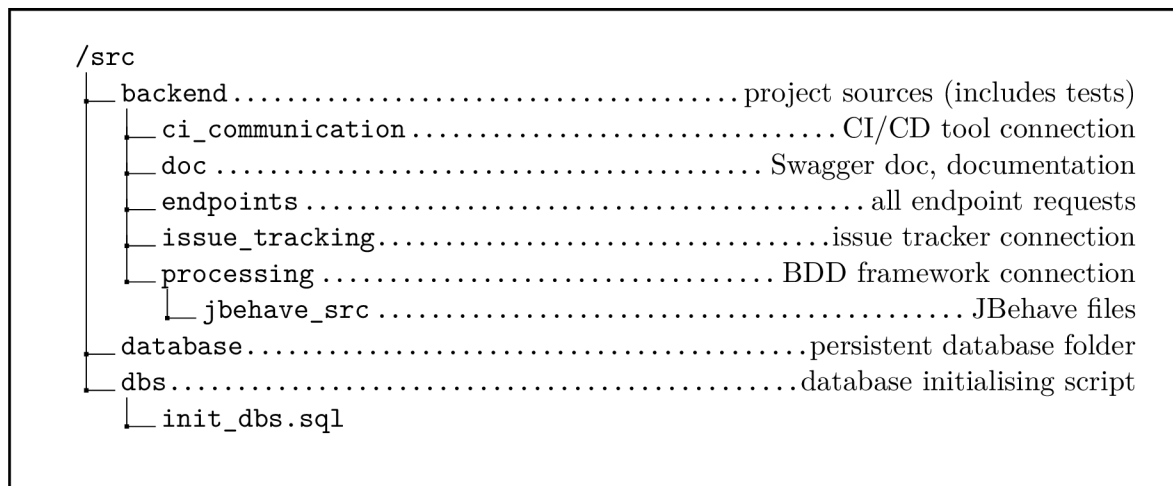 /src
backend......................................project sources (includes tests)
ci_communication................................CI/CD tool connection
doc.........................................Swagger doc, documentation
endpoints..........................................all endpoint requests
issue_tracking..................................issue tracker connection
processing....................................BDD framework connection
jbehave_src............................................JBehave files
database..........................................persistent database folder
dbs...............................................database initialising script
init_dbs.sql